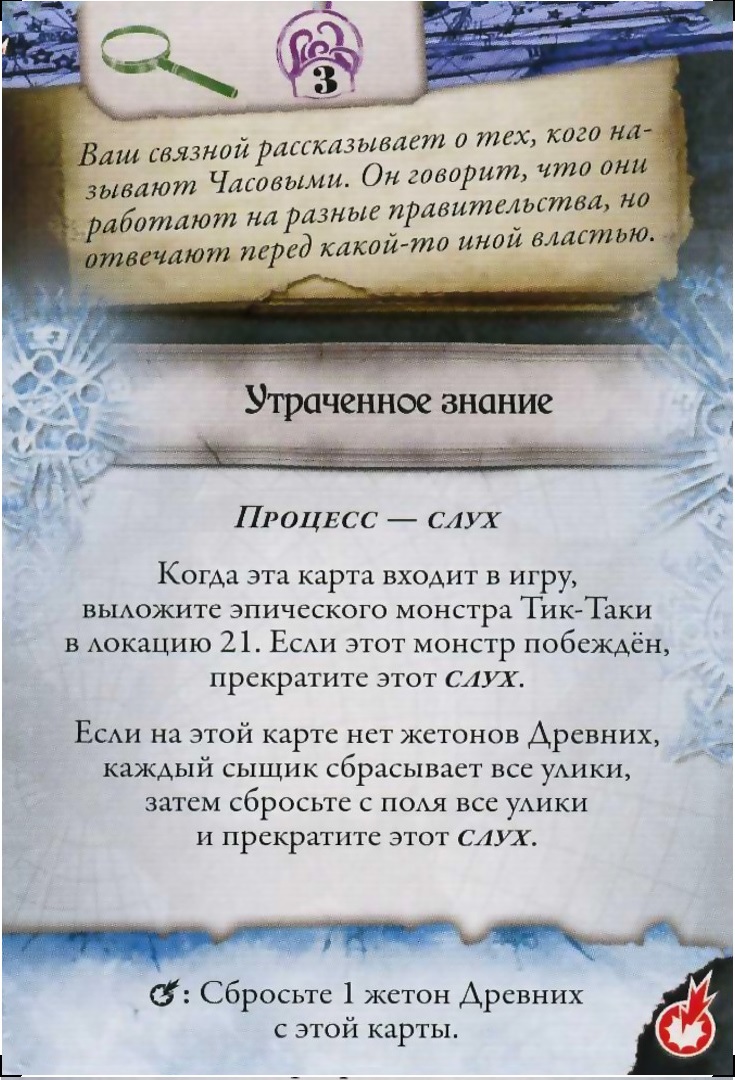 3
Ваш связной рассказывает о тех, кого на-
зывают Часовыми. Он говорит, что они
работают на разные правительства, но
отвечают перед какой-то иной властью.
Утраченное знание
Процесс — слух
Когда эта карта входит в игру,
выложите эпического монстра Тик-Таки
в локацию 21. Если этот монстр побеждён,
прекратите этот слух.
Если на этой карте нет жетонов Древних,
каждый сыщик сбрасывает все улики,
затем сбросьте с поля все улики
и прекратите этот слух.
: Сбросьте 1 жетон Древних
с этой карты.